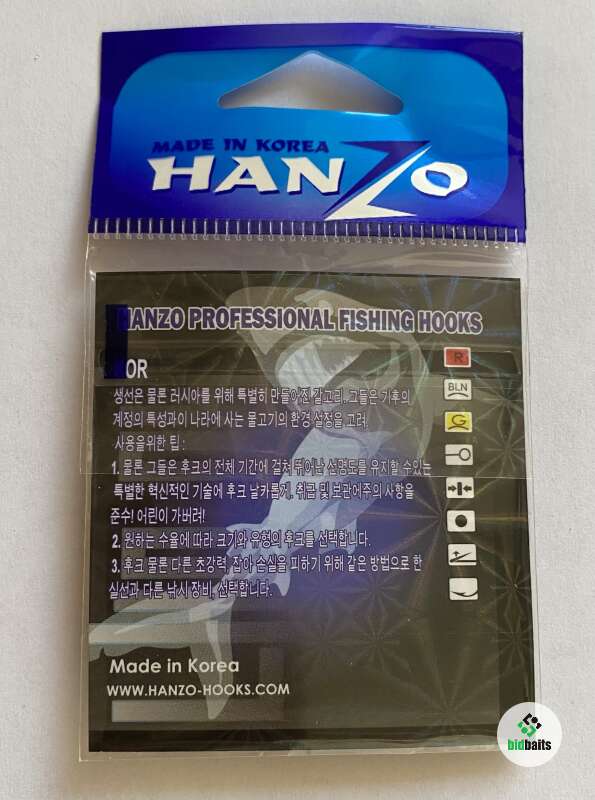 MADE IN KOREA
HANZO
HANZO PROFESSIONAL FISHING HOOKS
OR
생선은 물론 러시아를 위해 특별히 만들어진 갈고리. 그들은 기후의
계정의 특성과이 나라에 사는 물고기의 환경 설정을 고려.
사용을위한 팁 :
1. 물론 그들은 후크의 전체 기간에 걸쳐 뛰어난 선명도를 유지할 수있는
특별한 혁신적인 기술에 후크 날카롭게. 취급 및 보관에주의 사항을
준수! 어린이 가버려!
2. 원하는 수율에 따라 크기와 유형의 후크를 선택합니다.
3. 후크 물론 다른 초강력, 잡아 손실을 피하기 위해 같은 방법으로 한
실선과 다른 낚시 장비, 선택합니다.
R
BLN
G
Made in Korea
WWW.HANZO-HOOKS.COM
bidbaits